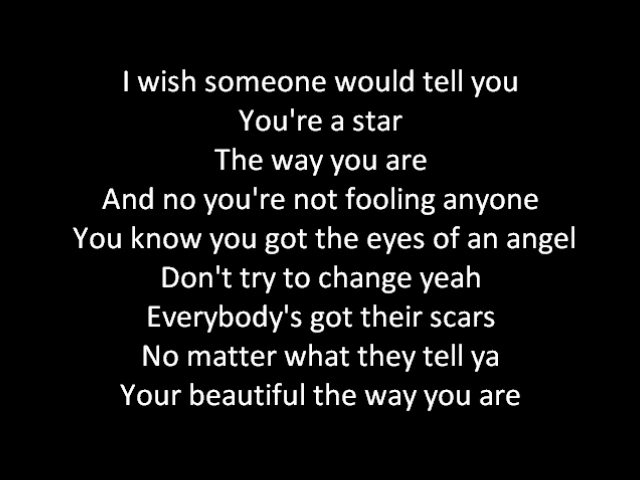 I wish someone would tell you
You're a star
The way you are
And no you're not fooling anyone
You know you got the eyes of an angel
Don't try to change yeah
Everybody's got their scars
No matter what they tell ya
Your beautiful the way you are